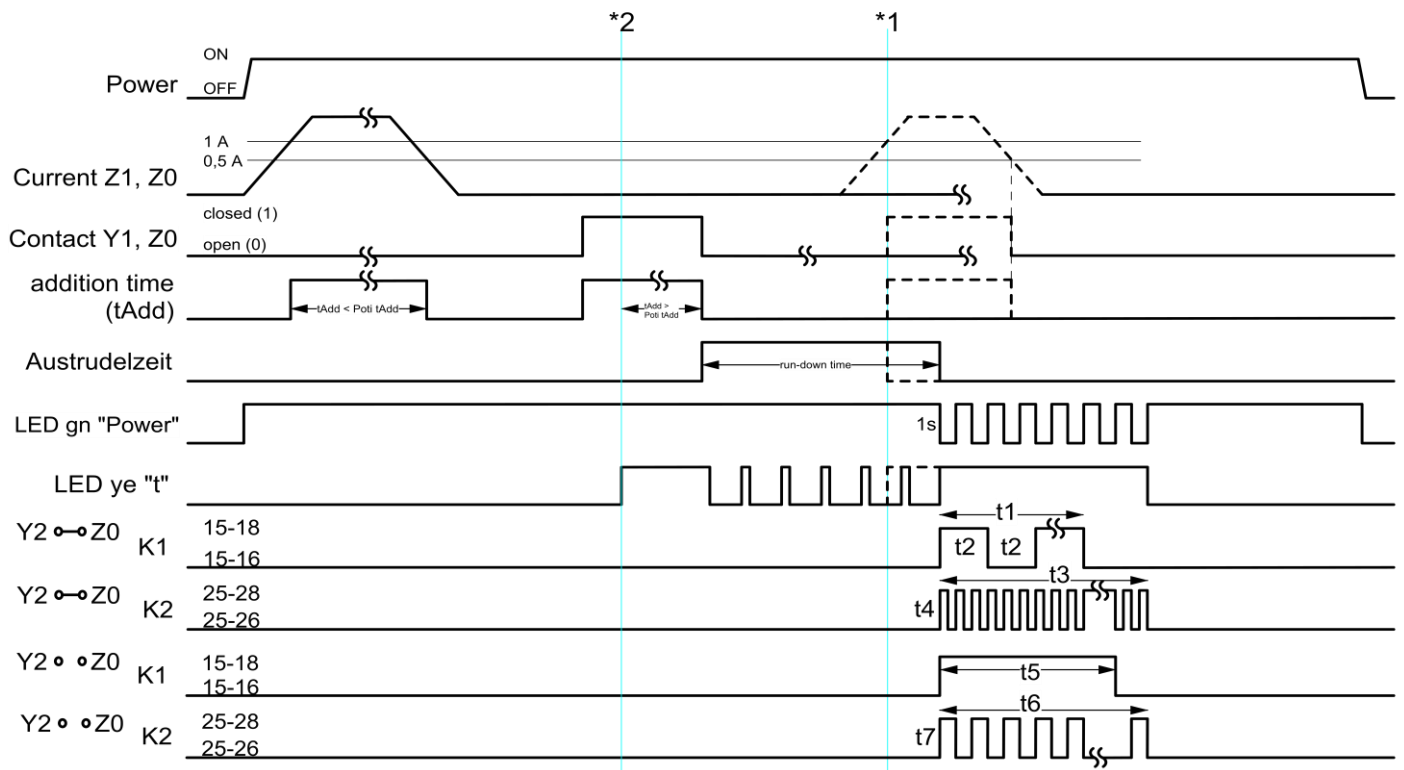 *2 *1
ON
Power OFF
1 A
0,5 A
Current Z1, Z0
closed (1)
Contact Y1, Z0
open (0)
addition time
(tAdd)
tAdd < Poti tAdd
tAdd >
Poti tAdd
Austrudelzeit
run-down time
LED gn "Power" 1s
LED ye "t"
t1
Y2 Z0 K1 15-18
15-16
t2 t2
t3
Y2 Z0 K2 25-28
25-26
t4
Y2 Z0 K1 15-18
15-16
t5
t6
Y2 Z0 K2 25-28
25-26
t7